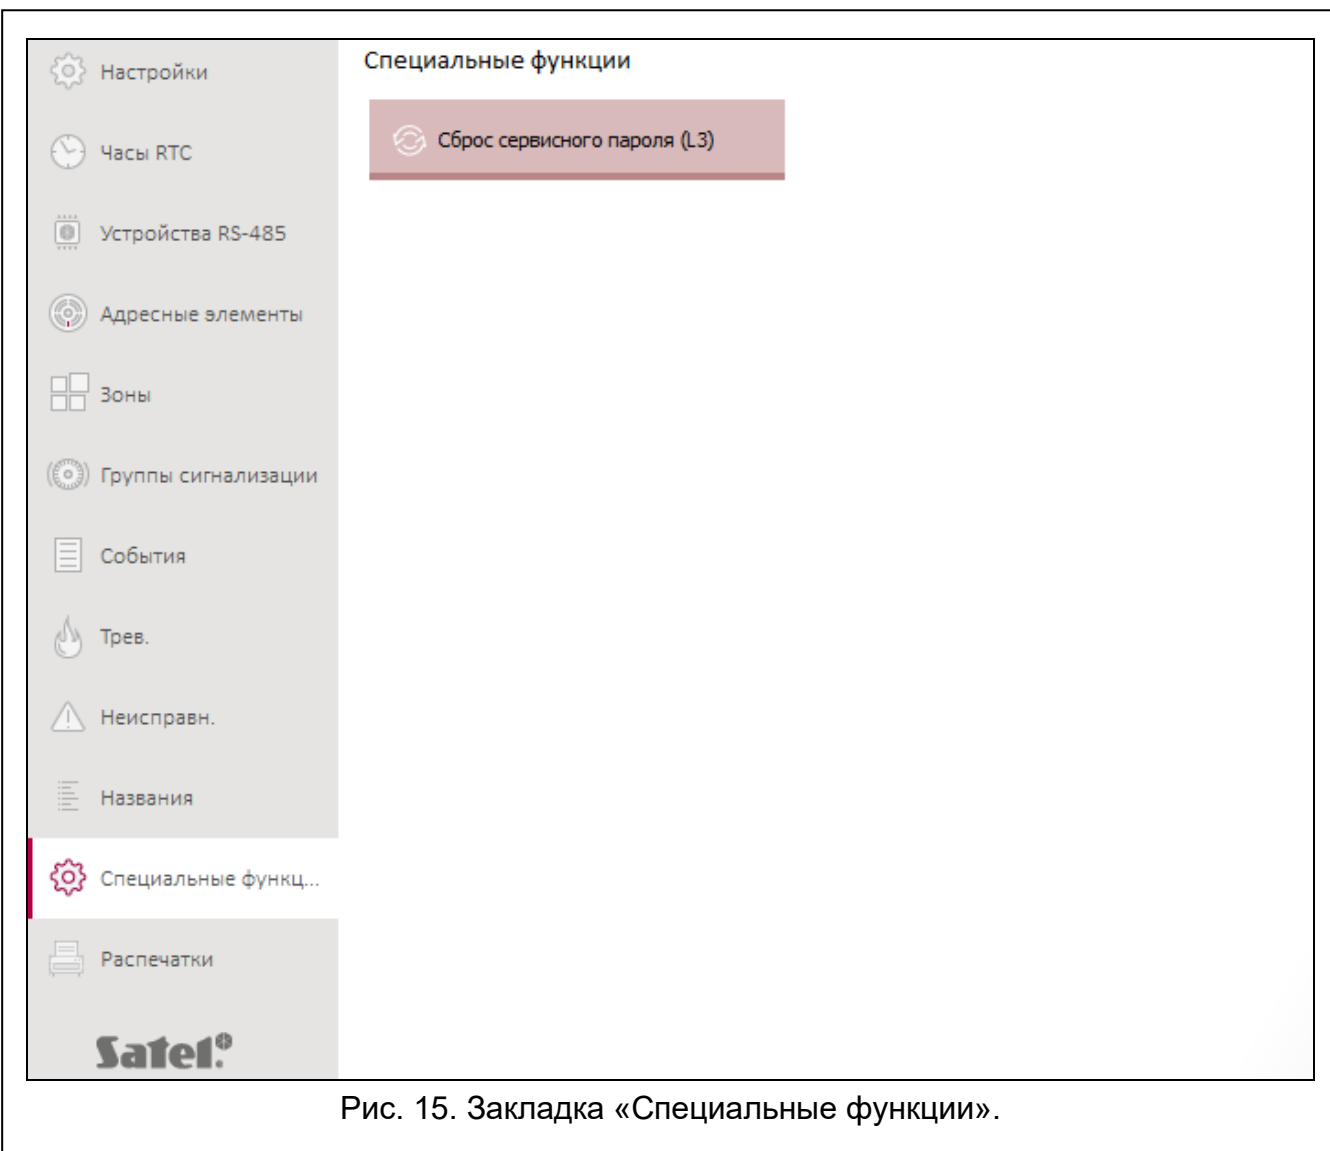 Настройки
Часы RTC
Устройства RS-485
Адресные элементы
Зоны
Группы сигнализации
События
Трев.
Неисправн.
Названия
Специальные функц...
Распечатки
Satel®
Специальные функции
Сброс сервисного пароля (L3)
Рис. 15. Закладка «Специальные функции».